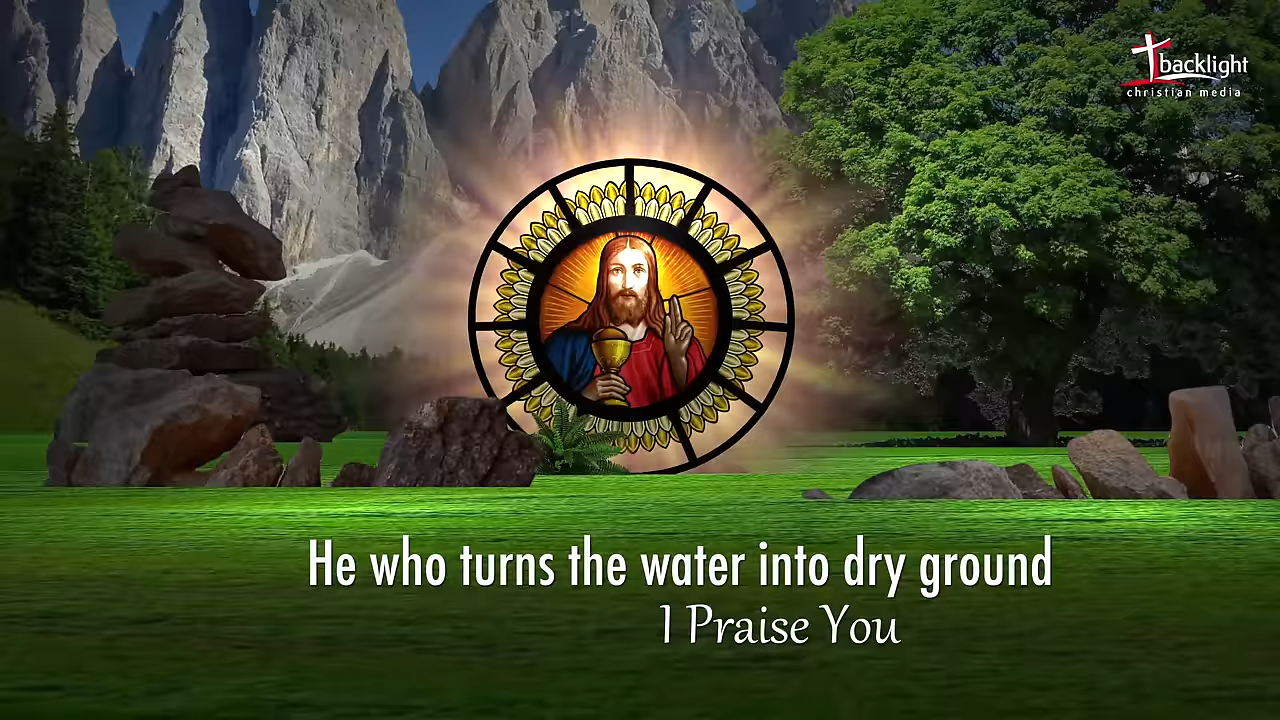 backlight
christian media
He who turns the water into dry ground
I Praise You